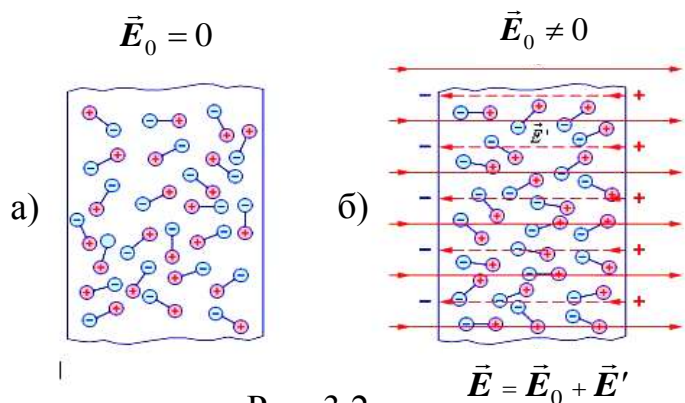 E⃗₀ = 0
E⃗₀ ≠ 0
а)
б)
E⃗'
E⃗ = E⃗₀ + E⃗′